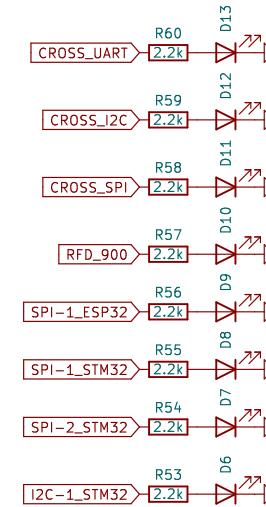 D13
R60
CROSS_UART 2.2k
D12
R59
CROSS_I2C 2.2k
D11
R58
CROSS_SPI 2.2k
D10
R57
RFD_900 2.2k
D9
R56
SPI-1_ESP32 2.2k
D8
R55
SPI-1_STM32 2.2k
D7
R54
SPI-2_STM32 2.2k
D6
R53
I2C-1_STM32 2.2k